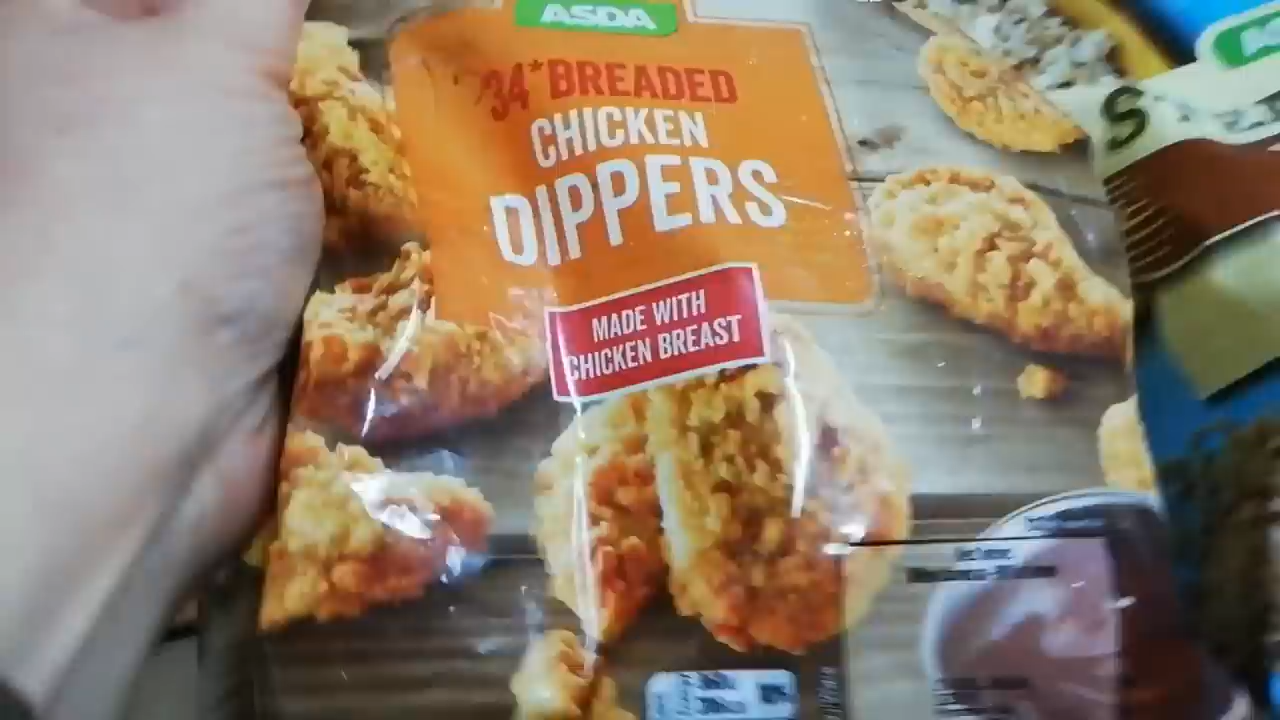 ASDA
34* BREADED
CHICKEN
DIPPERS
MADE WITH
CHICKEN BREAST